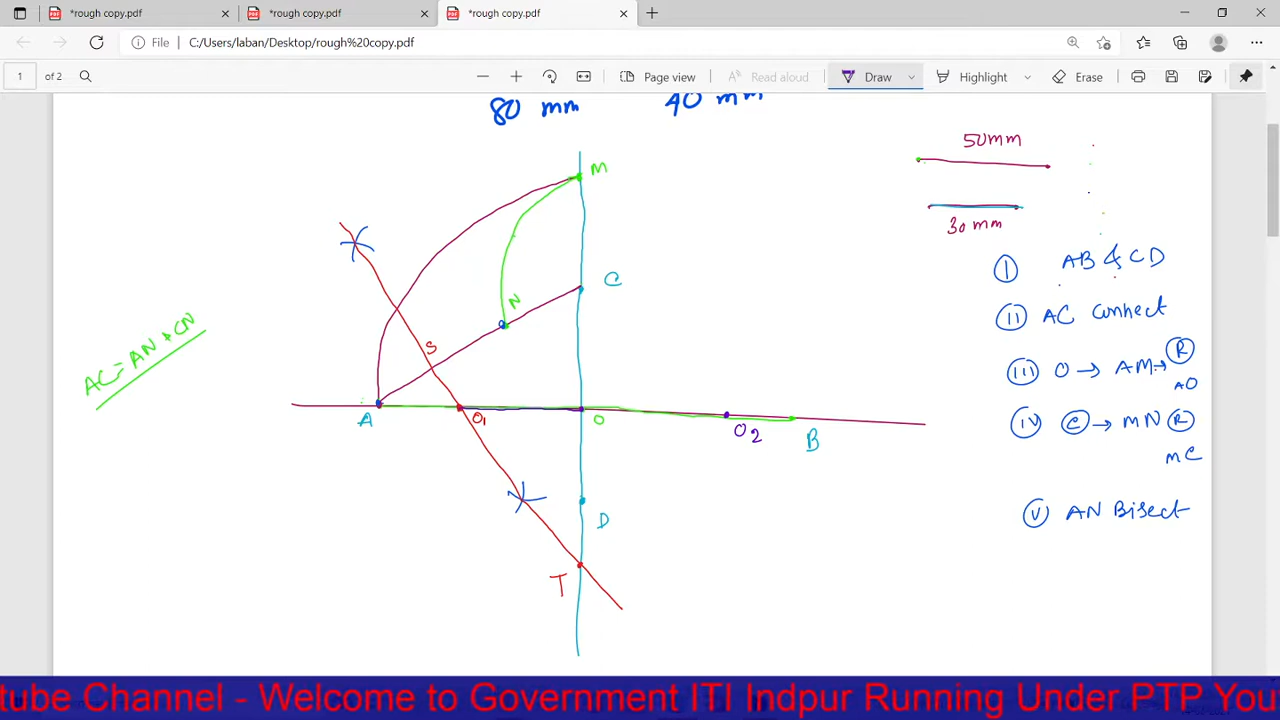 *rough copy.pdf
*rough copy.pdf
*rough copy.pdf
File
C:/Users/laban/Desktop/rough%20copy.pdf
1 of 2
Page view
Read aloud
Draw
Highlight
Erase
80 mm 40 mm
50mm
30 mm
M
C
N
S
A
O1
O
O2
B
D
T
AC = AN + CN
I AB & CD
II AC Connect
III O → AM → R
AO
IV C → MN R
MC
V AN Bisect
tube Channel - Welcome to Government ITI Indpur Running Under PTP You